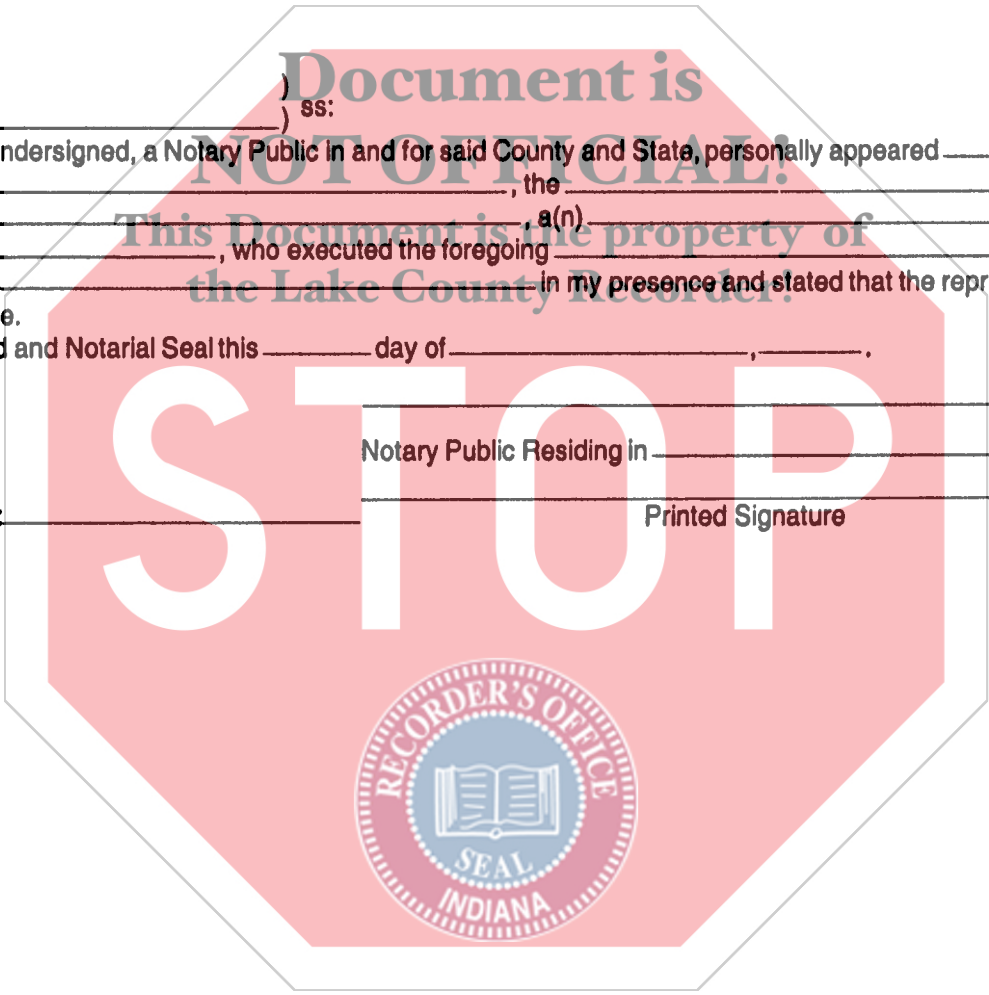 Document is
) ss:
)
NOT OFFICIAL!
ndersigned, a Notary Public in and for said County and State, personally appeared
, the
This Document is the property of
, a(n)
, who executed the foregoing
the Lake County Recorder!
in my presence and stated that the repr
e.
d and Notarial Seal this day of , .
STOP
Notary Public Residing in
:
Printed Signature
RECORDER'S OFFICE
SEAL
INDIANA